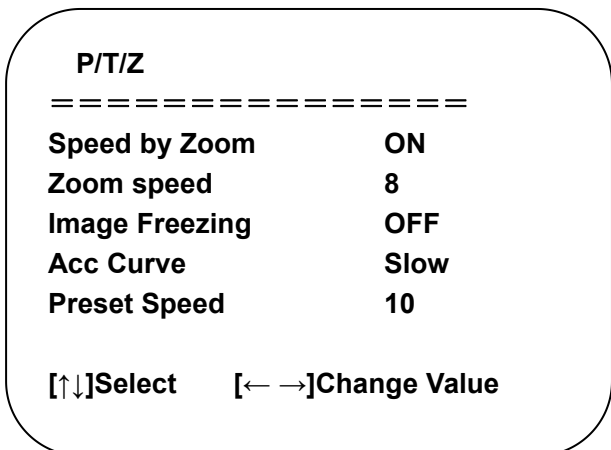 P/T/Z
===============
Speed by Zoom ON
Zoom speed 8
Image Freezing OFF
Acc Curve Slow
Preset Speed 10
[↑↓]Select [← →]Change Value